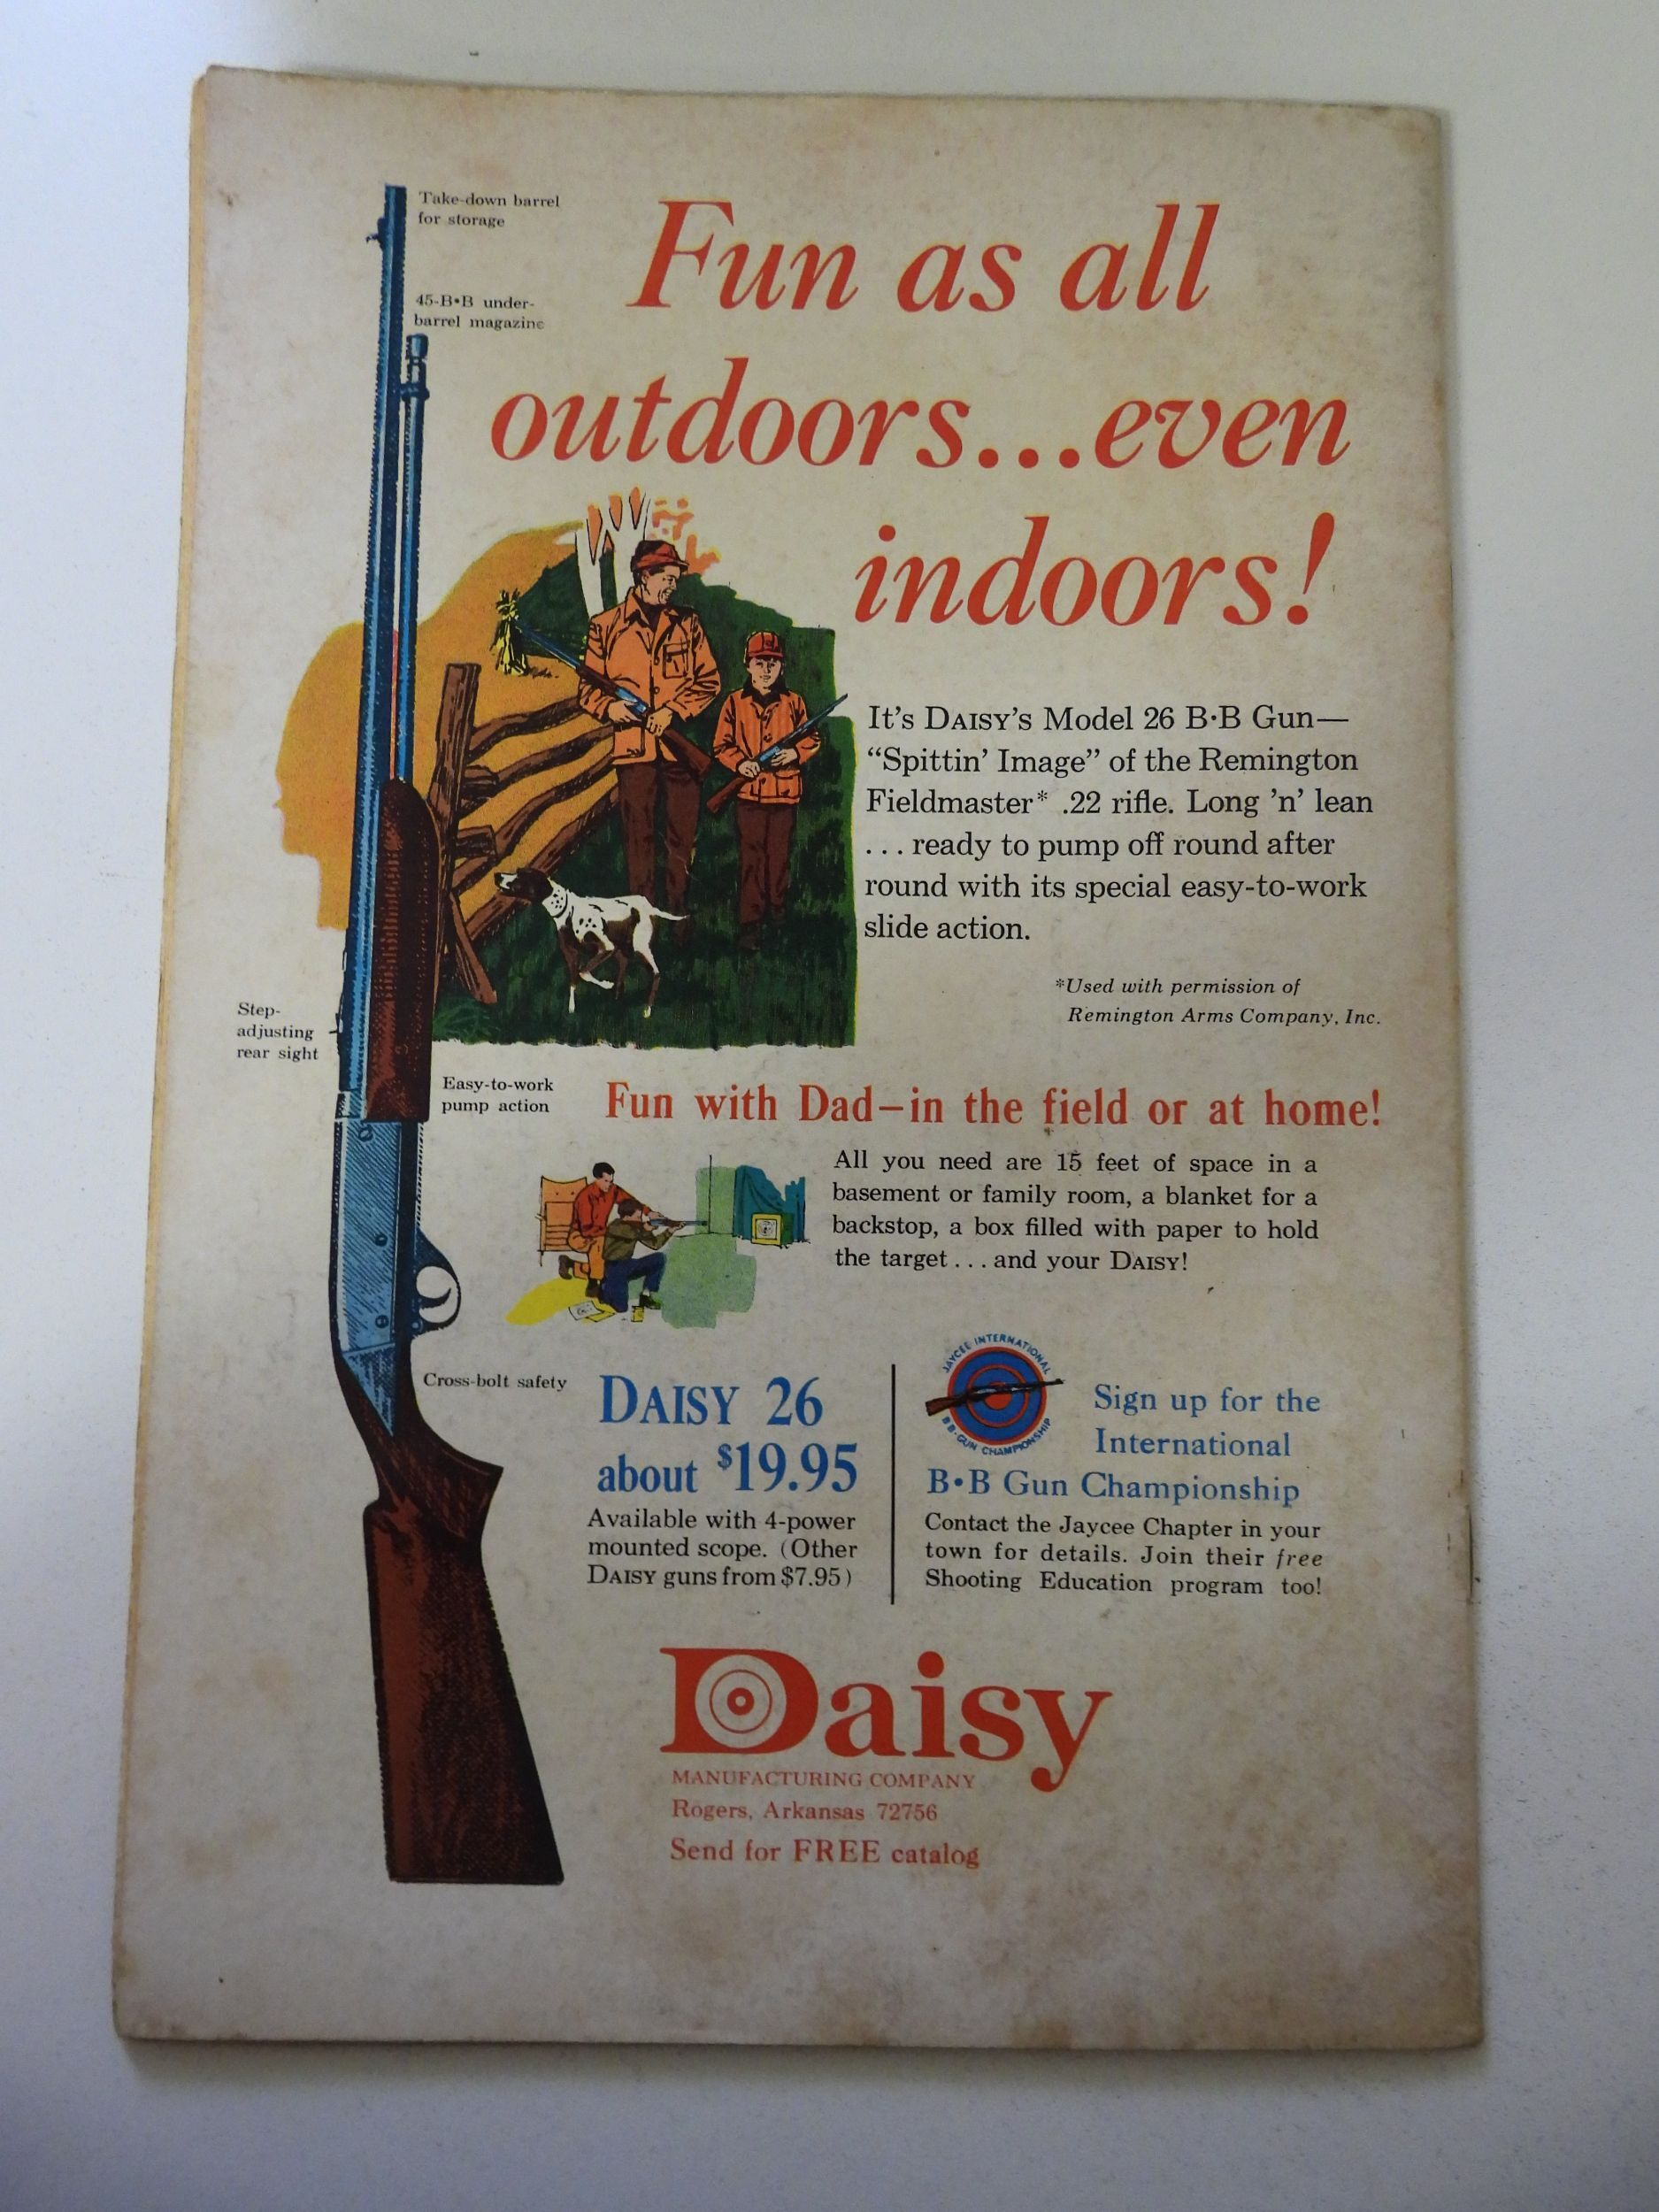 Take-down barrel
for storage
45-B•B under-
barrel magazine
Fun as all
outdoors...even
indoors!
It's DAISY'S Model 26 B·B Gun—
“Spittin' Image” of the Remington
Fieldmaster* .22 rifle. Long 'n' lean
... ready to pump off round after
round with its special easy-to-work
slide action.
*Used with permission of
Remington Arms Company, Inc.
Step-
adjusting
rear sight
Easy-to-work
pump action
Fun with Dad—in the field or at home!
All you need are 15 feet of space in a
basement or family room, a blanket for a
backstop, a box filled with paper to hold
the target ... and your DAISY!
Cross-bolt safety
DAISY 26
about $19.95
Available with 4-power
mounted scope. (Other
DAISY guns from $7.95)
JAYCEE INTERNATIONAL
BB-GUN CHAMPIONSHIP
Sign up for the
International
B•B Gun Championship
Contact the Jaycee Chapter in your
town for details. Join their free
Shooting Education program too!
Daisy
MANUFACTURING COMPANY
Rogers, Arkansas 72756
Send for FREE catalog